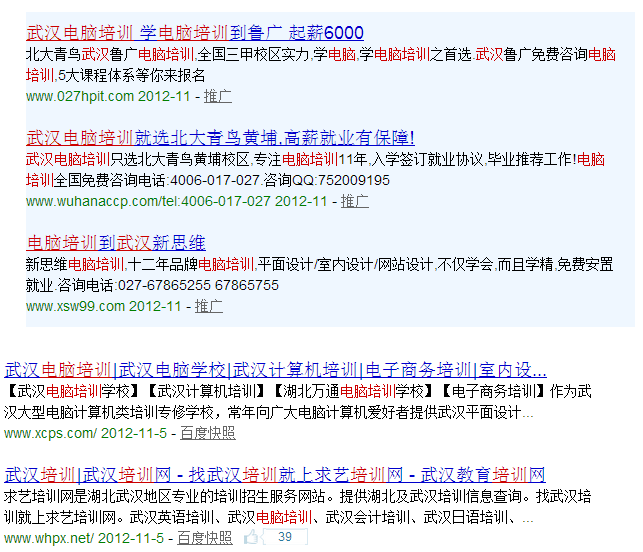 武汉电脑培训 学电脑培训到鲁广 起薪6000
北大青鸟武汉鲁广电脑培训,全国三甲校区实力,学电脑,学电脑培训之首选.武汉鲁广免费咨询电脑
培训,5大课程体系等你来报名
www.027hpit.com 2012-11 - 推广
武汉电脑培训就选北大青鸟黄埔,高薪就业有保障!
武汉电脑培训只选北大青鸟黄埔校区,专注电脑培训11年,入学签订就业协议,毕业推荐工作!电脑
培训全国免费咨询电话:4006-017-027.咨询QQ:752009195
www.wuhanaccp.com/tel:4006-017-027 2012-11 - 推广
电脑培训到武汉新思维
新思维电脑培训,十二年品牌电脑培训,平面设计/室内设计/网站设计,不仅学会,而且学精,免费安置
就业.咨询电话:027-67865255 67865755
www.xsw99.com 2012-11 - 推广
武汉电脑培训|武汉电脑学校|武汉计算机培训|电子商务培训|室内设...
【武汉电脑培训学校】【武汉计算机培训】【湖北万通电脑培训学校】【电子商务培训】作为武
汉大型电脑计算机类培训专修学校，常年向广大电脑计算机爱好者提供武汉平面设计...
www.xcps.com/ 2012-11-5 - 百度快照
武汉培训|武汉培训网 - 找武汉培训就上求艺培训网 - 武汉教育培训网
求艺培训网是湖北武汉地区专业的培训招生服务网站。提供湖北及武汉培训信息查询。找武汉培
训就上求艺培训网。武汉英语培训、武汉电脑培训、武汉会计培训、武汉日语培训、...
www.whpx.net/ 2012-11-5 - 百度快照 39